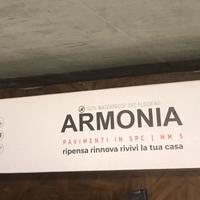 100% WATERPROOF SPC FLOORING
ARMONIA
PAVIMENTI IN SPC | MM 5
ripensa rinnova rivivi la tua casa